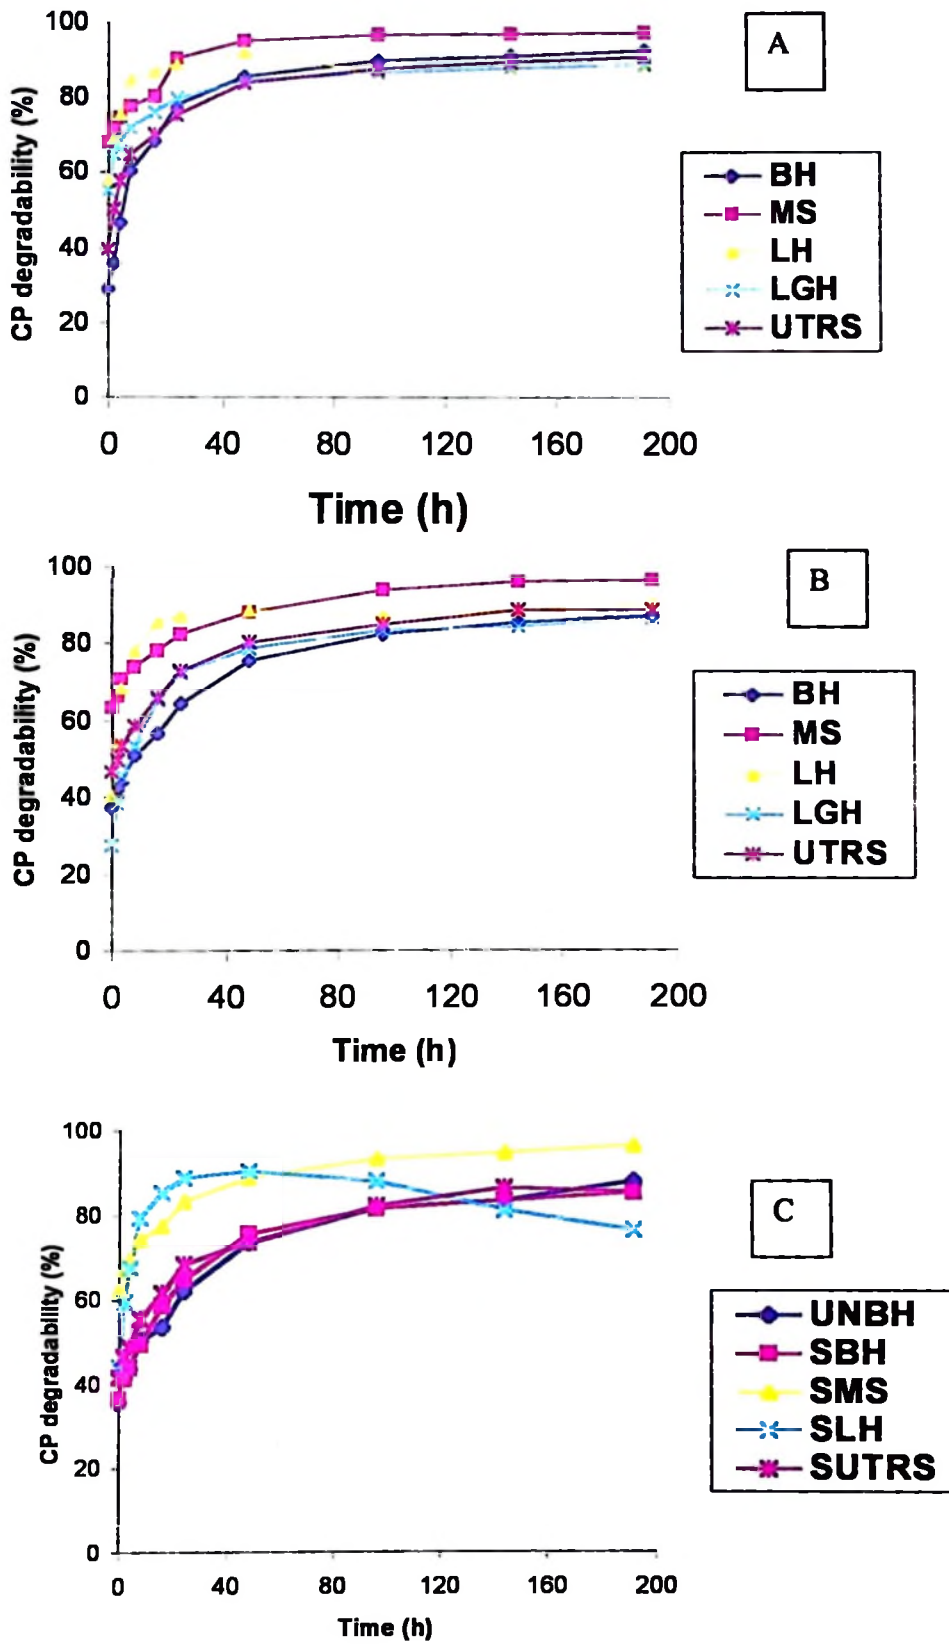 100
80
60
40
20
0
CP degradability (%)
0 40 80 120 160 200
Time (h)
A
BH
MS
LH
LGH
UTRS
100
80
60
40
20
0
CP degradability (%)
0 40 80 120 160 200
Time (h)
B
BH
MS
LH
LGH
UTRS
100
80
60
40
20
0
CP degradability (%)
0 40 80 120 160 200
Time (h)
C
UNBH
SBH
SMS
SLH
SUTRS